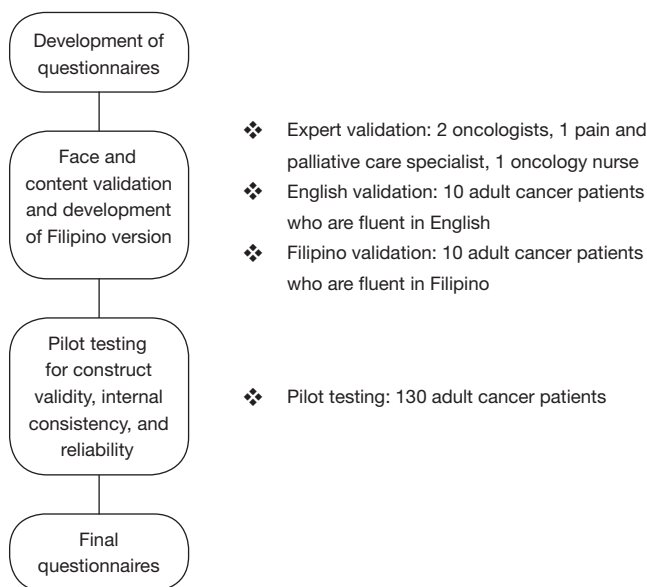 Development of
questionnaires
Face and
content validation
and development
of Filipino version
❖ Expert validation: 2 oncologists, 1 pain and
palliative care specialist, 1 oncology nurse
❖ English validation: 10 adult cancer patients
who are fluent in English
❖ Filipino validation: 10 adult cancer patients
who are fluent in Filipino
Pilot testing
for construct
validity, internal
consistency, and
reliability
❖ Pilot testing: 130 adult cancer patients
Final
questionnaires